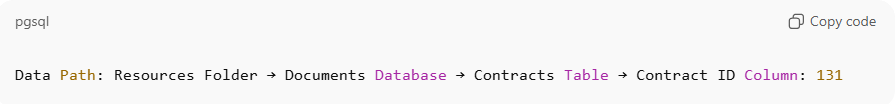 pgsql
Copy code
Data Path: Resources Folder → Documents Database → Contracts Table → Contract ID Column: 131